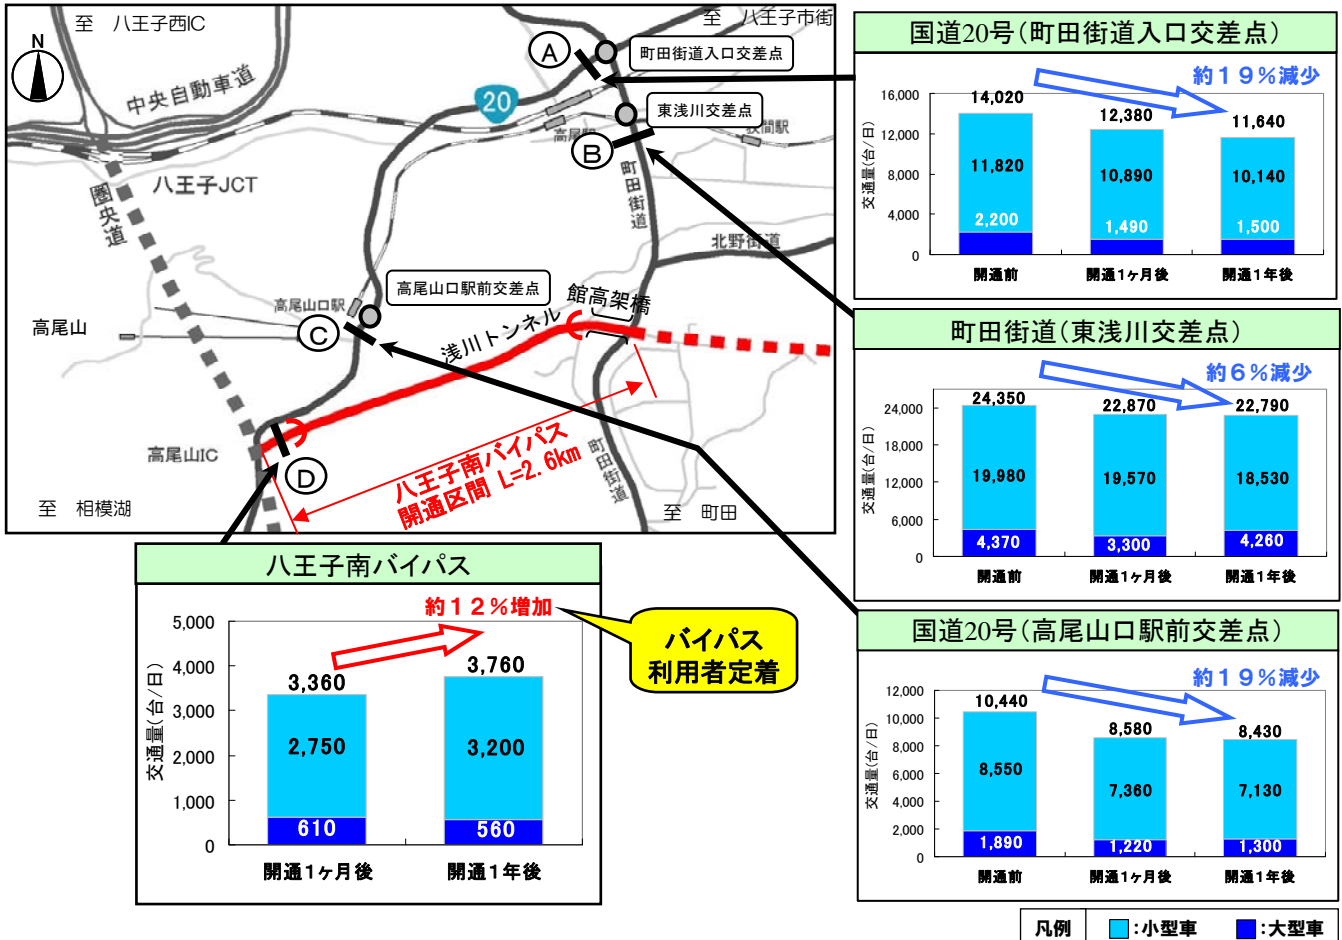 至 八王子西IC
至 八王子市街
N
A
町田街道入口交差点
中央自動車道
20
東浅川交差点
高尾駅
狭間駅
B
八王子JCT
圏央道
町田街道
北野街道
高尾山口駅前交差点
高尾山口駅
館高架橋
高尾山
C
浅川トンネル
高尾山IC
D
八王子南バイパス
開通区間 L=2.6km
町田街道
至 相模湖
至 町田
国道20号(町田街道入口交差点)
約19%減少
交通量(台/日)
16,000
12,000
8,000
4,000
0
14,020
12,380
11,640
11,820
10,890
10,140
2,200
1,490
1,500
開通前
開通1ヶ月後
開通1年後
町田街道(東浅川交差点)
約6%減少
交通量(台/日)
24,000
18,000
12,000
6,000
0
24,350
22,870
22,790
19,980
19,570
18,530
4,370
3,300
4,260
開通前
開通1ヶ月後
開通1年後
八王子南バイパス
約12%増加
バイパス
利用者定着
交通量(台/日)
5,000
4,000
3,000
2,000
1,000
0
3,360
3,760
2,750
3,200
610
560
開通1ヶ月後
開通1年後
国道20号(高尾山口駅前交差点)
約19%減少
交通量(台/日)
12,000
10,000
8,000
6,000
4,000
2,000
0
10,440
8,580
8,430
8,550
7,360
7,130
1,890
1,220
1,300
開通前
開通1ヶ月後
開通1年後
凡例
:小型車
:大型車